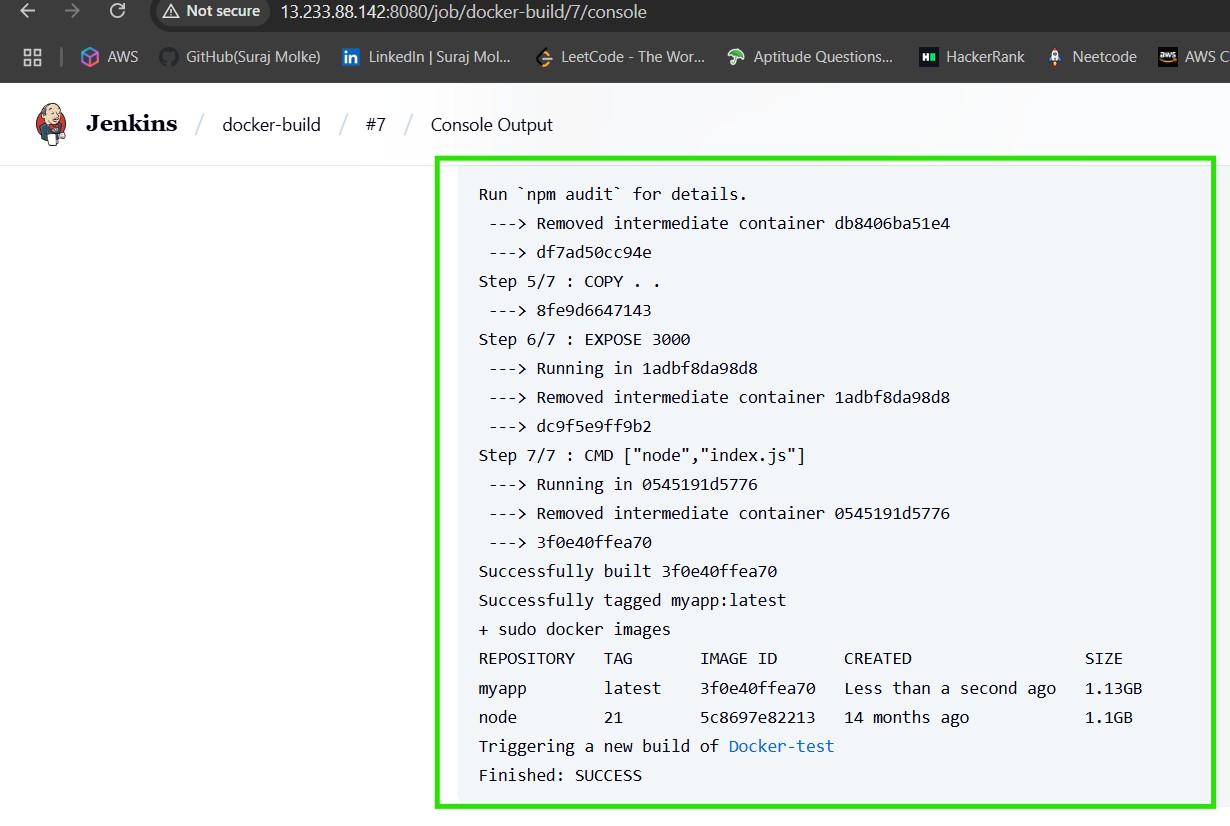 Not secure 13.233.88.142:8080/job/docker-build/7/console
AWS GitHub(Suraj Molke) LinkedIn | Suraj Mol... LeetCode - The Wor... Aptitude Questions... HackerRank Neetcode AWS C
Jenkins / docker-build / #7 / Console Output
Run `npm audit` for details.
---> Removed intermediate container db8406ba51e4
---> df7ad50cc94e
Step 5/7 : COPY . .
---> 8fe9d6647143
Step 6/7 : EXPOSE 3000
---> Running in 1adbf8da98d8
---> Removed intermediate container 1adbf8da98d8
---> dc9f5e9ff9b2
Step 7/7 : CMD ["node","index.js"]
---> Running in 0545191d5776
---> Removed intermediate container 0545191d5776
---> 3f0e40ffea70
Successfully built 3f0e40ffea70
Successfully tagged myapp:latest
+ sudo docker images
REPOSITORY TAG IMAGE ID CREATED SIZE
myapp latest 3f0e40ffea70 Less than a second ago 1.13GB
node 21 5c8697e82213 14 months ago 1.1GB
Triggering a new build of Docker-test
Finished: SUCCESS